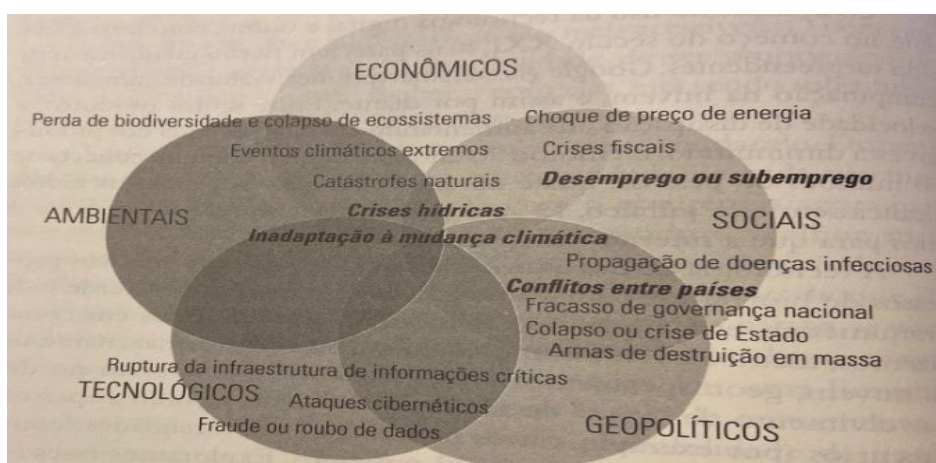 ECONÔMICOS
Perda de biodiversidade e colapso de ecossistemas
Choque de preço de energia
Eventos climáticos extremos
Crises fiscais
Catástrofes naturais
Desemprego ou subemprego
AMBIENTAIS
Crises hídricas
SOCIAIS
Inadaptação à mudança climática
Propagação de doenças infecciosas
Conflitos entre países
Fracasso de governança nacional
Colapso ou crise de Estado
Armas de destruição em massa
Ruptura da infraestrutura de informações críticas
TECNOLÓGICOS
Ataques cibernéticos
Fraude ou roubo de dados
GEOPOLÍTICOS